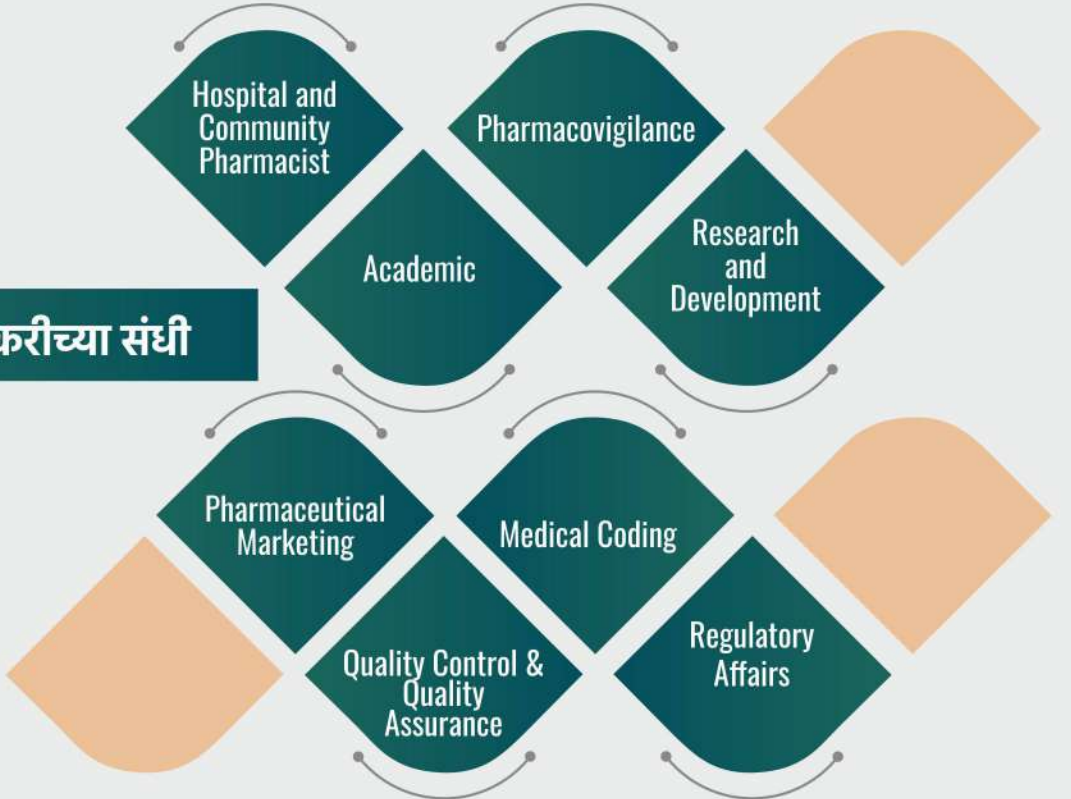 Hospital and
Community
Pharmacist
Pharmacovigilance
Academic
Research
and
Development
करीच्या संधी
Pharmaceutical
Marketing
Medical Coding
Quality Control &
Quality
Assurance
Regulatory
Affairs